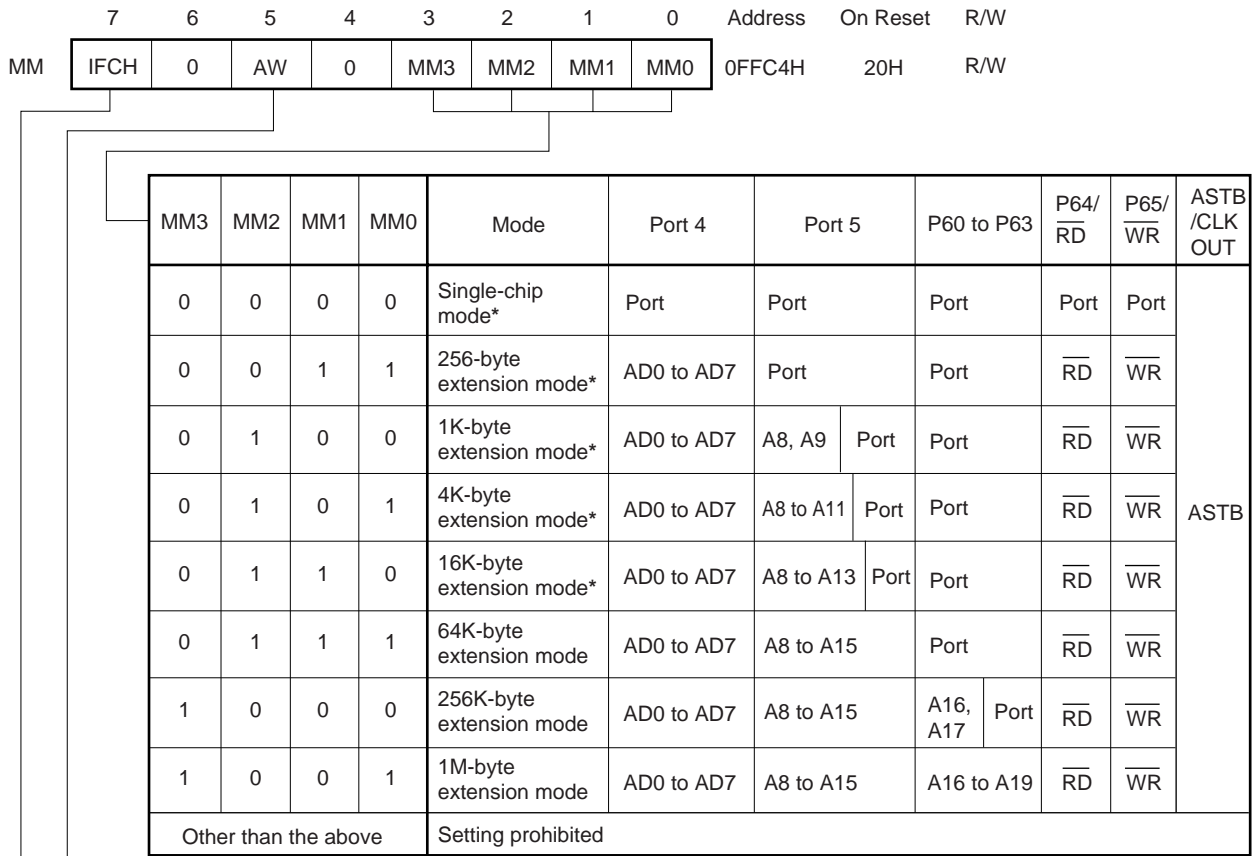 7 6 5 4 3 2 1 0 Address On Reset R/W
MM IFCH 0 AW 0 MM3 MM2 MM1 MM0 0FFC4H 20H R/W
MM3 MM2 MM1 MM0 Mode Port 4 Port 5 P60 to P63 P64/ RD P65/ WR ASTB /CLK OUT
0 0 0 0 Single-chip mode* Port Port Port Port Port
0 0 1 1 256-byte extension mode* AD0 to AD7 Port Port RD WR
0 1 0 0 1K-byte extension mode* AD0 to AD7 A8, A9 Port Port RD WR
0 1 0 1 4K-byte extension mode* AD0 to AD7 A8 to A11 Port Port RD WR ASTB
0 1 1 0 16K-byte extension mode* AD0 to AD7 A8 to A13 Port Port RD WR
0 1 1 1 64K-byte extension mode AD0 to AD7 A8 to A15 Port RD WR
1 0 0 0 256K-byte extension mode AD0 to AD7 A8 to A15 A16, A17 Port RD WR
1 0 0 1 1M-byte extension mode AD0 to AD7 A8 to A15 A16 to A19 RD WR
Other than the above Setting prohibited